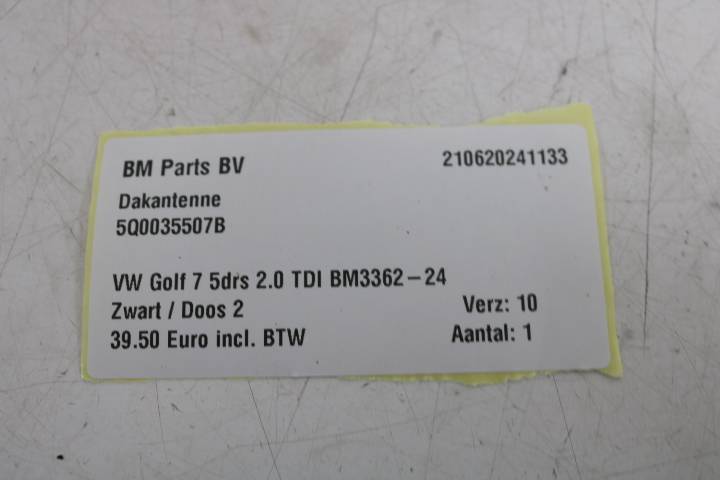 BM Parts BV 210620241133
Dakantenne
5Q0035507B
VW Golf 7 5drs 2.0 TDI BM3362-24
Zwart / Doos 2 Verz: 10
39.50 Euro incl. BTW Aantal: 1